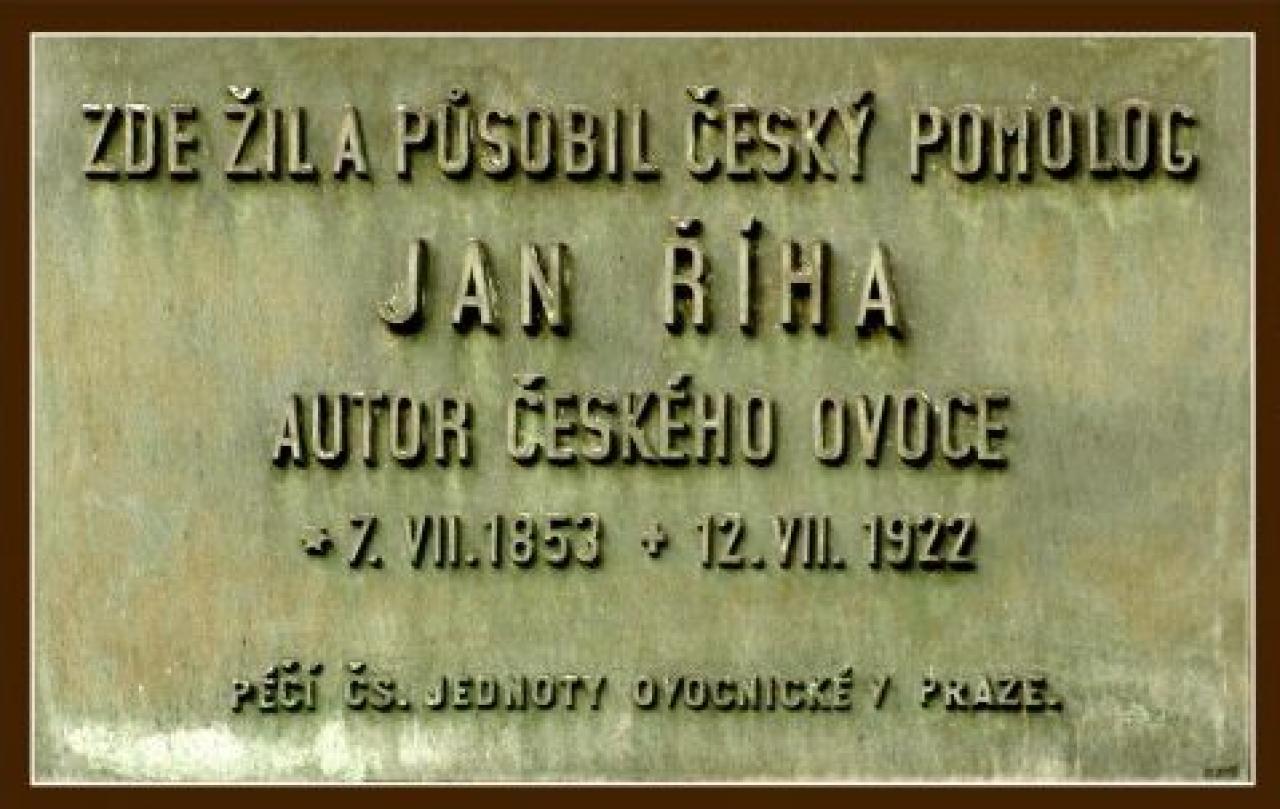 ZDE ŽIL A PŮSOBIL ČESKÝ POMOLOG
JAN ŘÍHA
AUTOR ČESKÉHO OVOCE
* 7. VII. 1853 + 12. VII. 1922
PÉČÍ ČS. JEDNOTY OVOCNICKÉ V PRAZE.